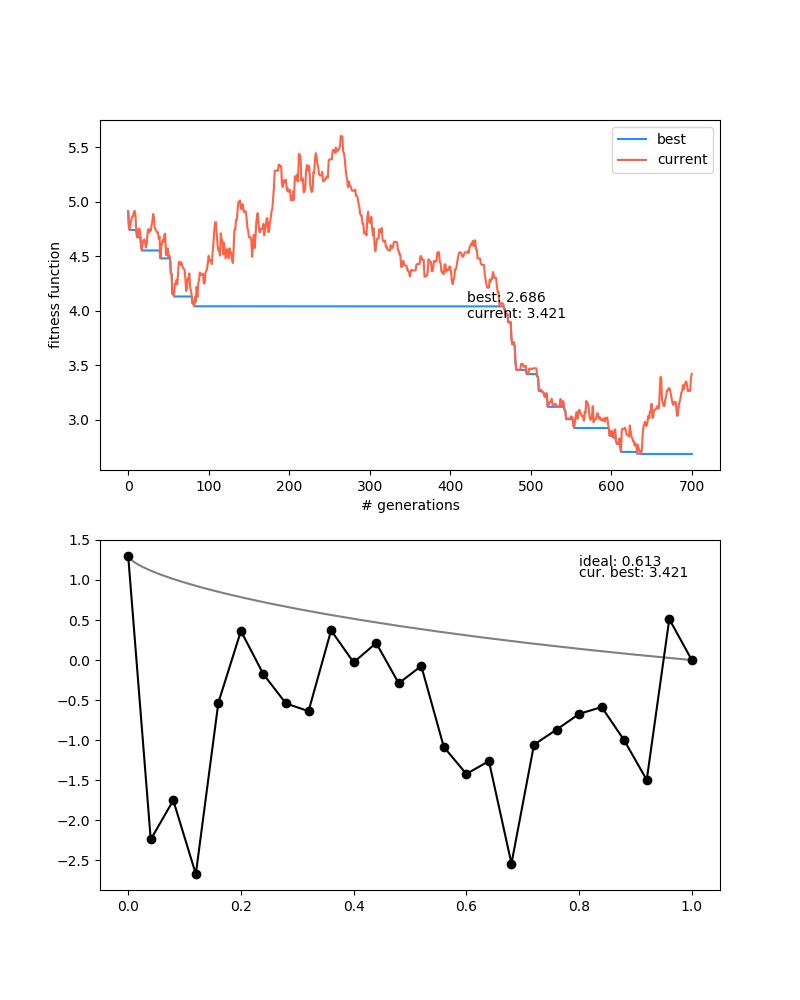 best
current
5.5
5.0
4.5
4.0
3.5
3.0
fitness function
best: 2.686
current: 3.421
0 100 200 300 400 500 600 700
# generations
ideal: 0.613
cur. best: 3.421
1.5
1.0
0.5
0.0
−0.5
−1.0
−1.5
−2.0
−2.5
0.0 0.2 0.4 0.6 0.8 1.0